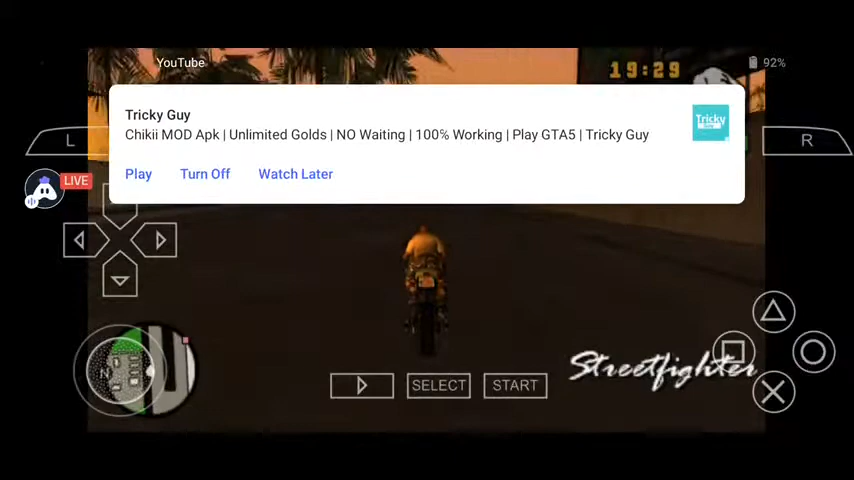 YouTube
19:29
92%
Tricky Guy
Chikii MOD Apk | Unlimited Golds | NO Waiting | 100% Working | Play GTA5 | Tricky Guy
Tricky
Play
Turn Off
Watch Later
L
R
LIVE
N
Streetfighter
SELECT
START